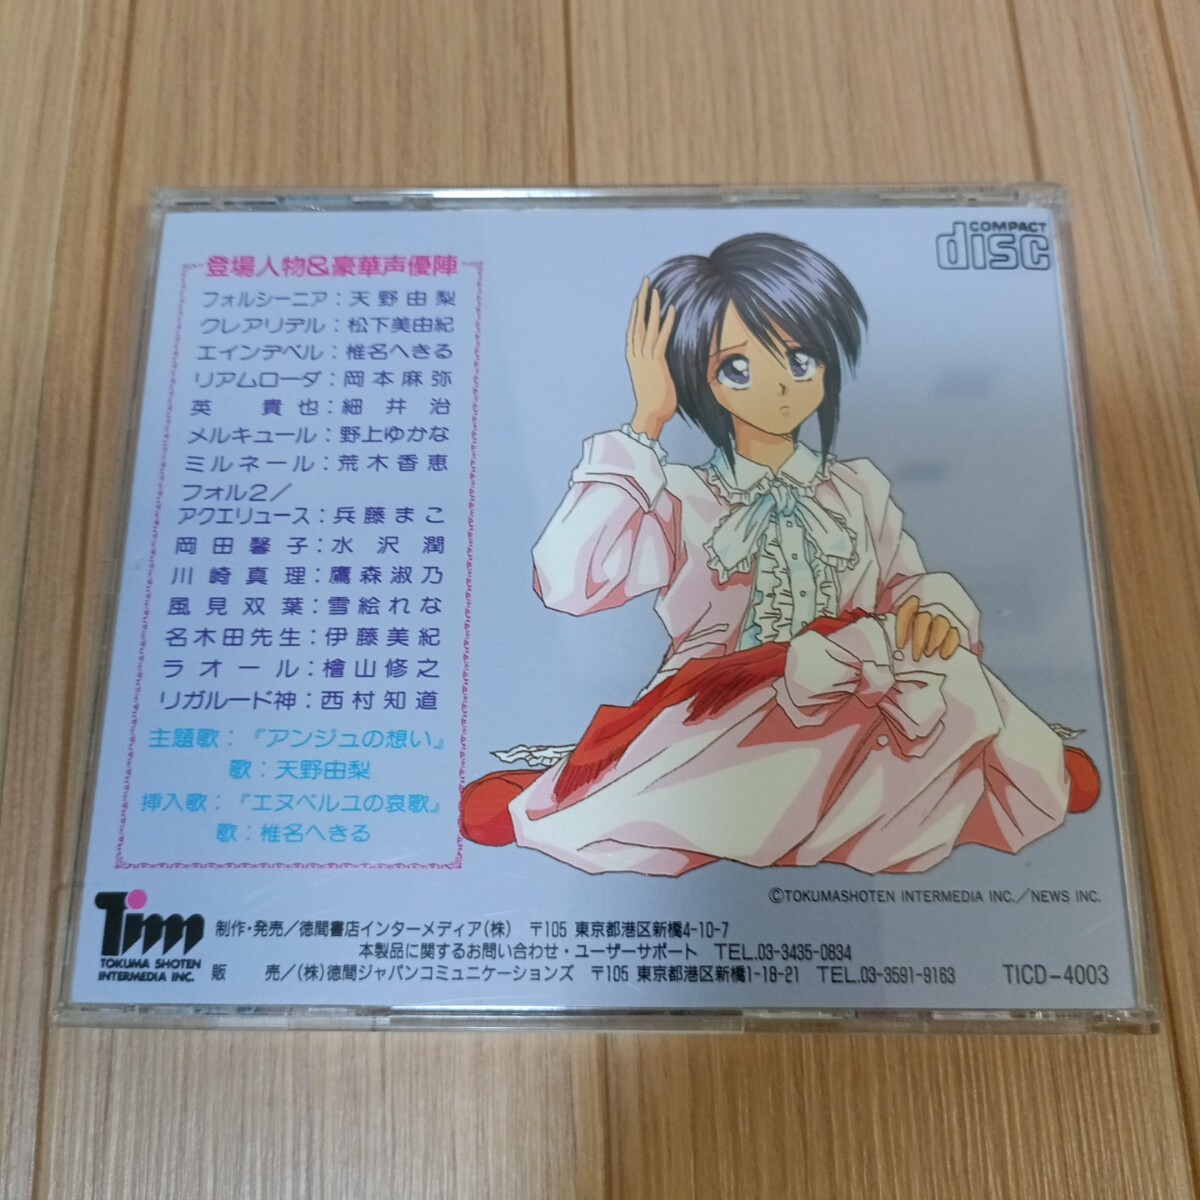 登場人物&豪華声優陣
フォルシーニア：天野由梨
クレアリデル：松下美由紀
エインデベル：椎名へきる
リアムローダ：岡本麻弥
英　貴也：細井治
メルキュール：野上ゆかな
ミルネール：荒木香恵
フォル2／
アクエリュース：兵藤まこ
岡田馨子：水沢潤
川崎真理：鷹森淑乃
風見双葉：雪絵れな
名木田先生：伊藤美紀
ラオール：檜山修之
リガルード神：西村知道
主題歌：『アンジュの想い』
歌：天野由梨
挿入歌：『エヌベルユの哀歌』
歌：椎名へきる
COMPACT
disc
©TOKUMASHOTEN INTERMEDIA INC.／NEWS INC.
Tim
TOKUMA SHOTEN
INTERMEDIA INC.
制作・発売／徳間書店インターメディア(株)　〒105 東京都港区新橋4-10-7
本製品に関するお問い合わせ・ユーザーサポート　TEL.03-3435-0834
販　売／(株)徳間ジャパンコミュニケーションズ　〒105 東京都港区新橋1-18-21　TEL.03-3591-9163
TICD-4003